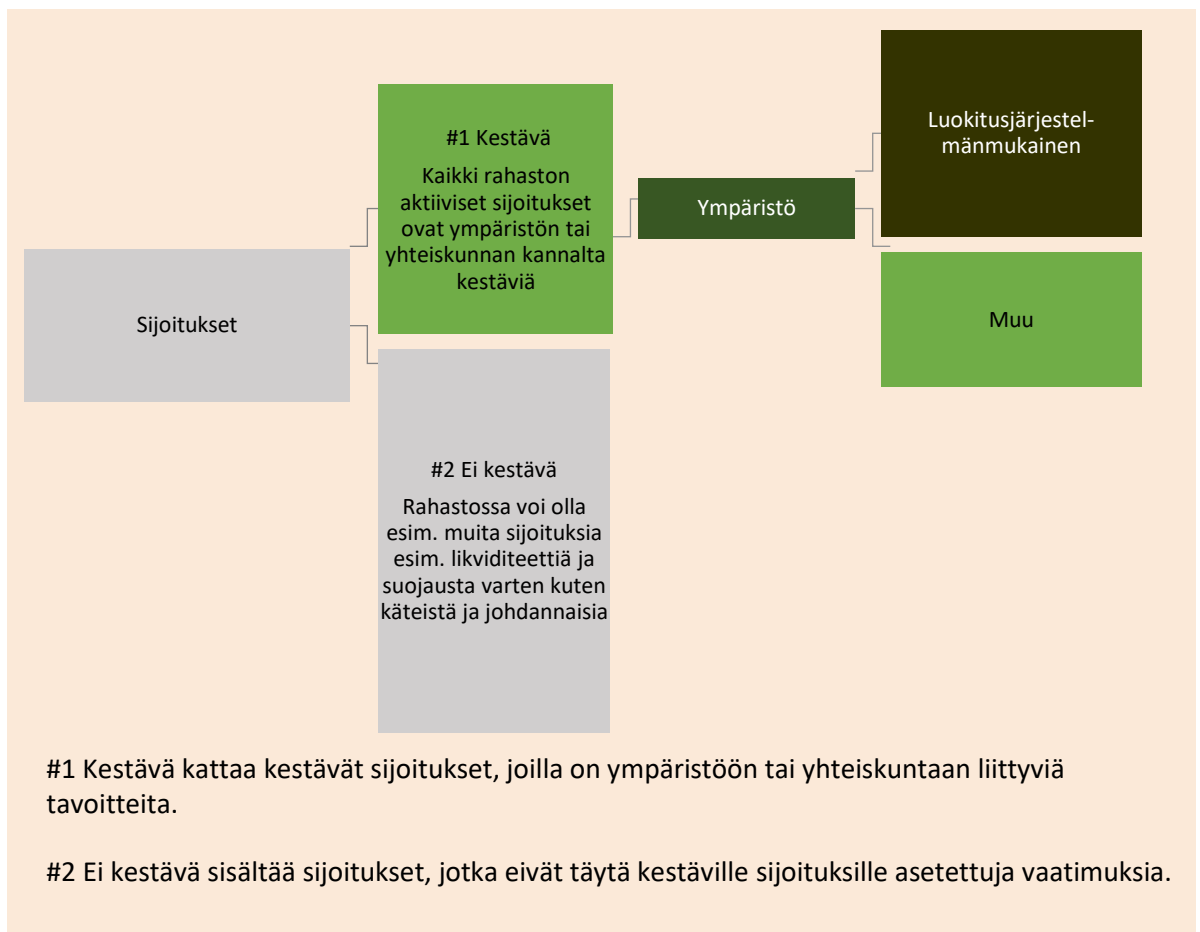 Sijoitukset
#1 Kestävä
Kaikki rahaston
aktiiviset sijoitukset
ovat ympäristön tai
yhteiskunnan kannalta
kestäviä
#2 Ei kestävä
Rahastossa voi olla
esim. muita sijoituksia
esim. likviditeettiä ja
suojausta varten kuten
käteistä ja johdannaisia
Ympäristö
Luokitusjärjestel-
mänmukainen
Muu
#1 Kestävä kattaa kestävät sijoitukset, joilla on ympäristöön tai yhteiskuntaan liittyviä
tavoitteita.
#2 Ei kestävä sisältää sijoitukset, jotka eivät täytä kestäville sijoituksille asetettuja vaatimuksia.